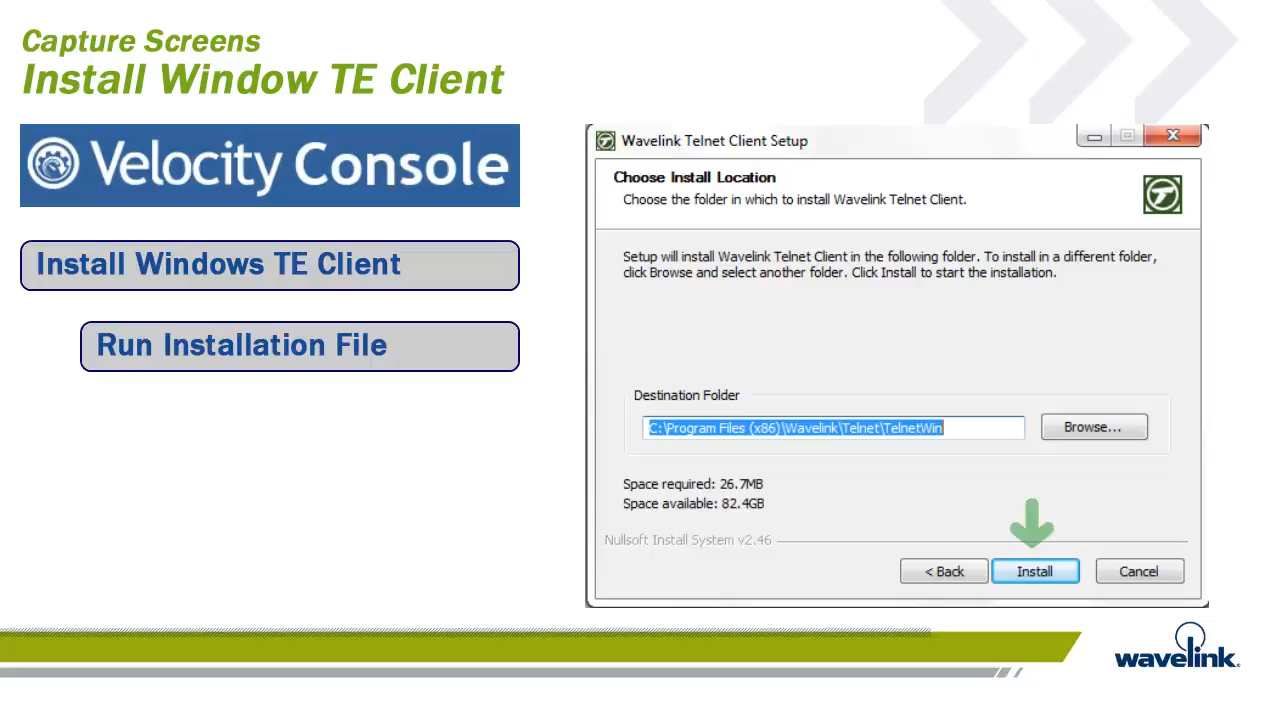 Capture Screens
Install Window TE Client
Velocity Console
Install Windows TE Client
Run Installation File
Wavelink Telnet Client Setup
Choose Install Location
Choose the folder in which to install Wavelink Telnet Client.
Setup will install Wavelink Telnet Client in the following folder. To install in a different folder,
click Browse and select another folder. Click Install to start the installation.
Destination Folder
C:\Program Files (x86)\Wavelink\Telnet\TelnetWin
Browse...
Space required: 26.7MB
Space available: 82.4GB
Nullsoft Install System v2.46
< Back
Install
Cancel
wavelink